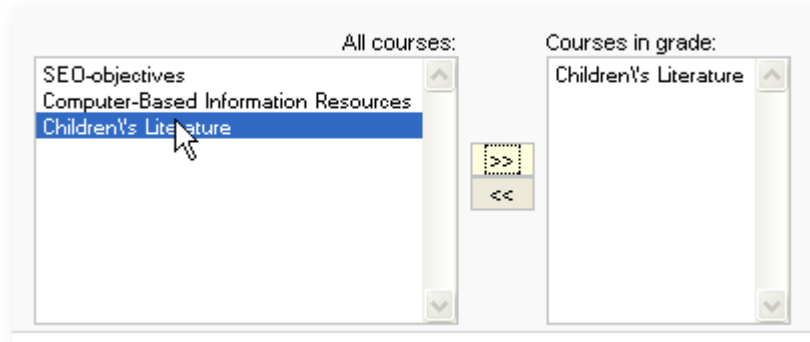 All courses:
Courses in grade:
SEO-objectives
Computer-Based Information Resources
Children\'s Literature
>>
<<
Children\'s Literature